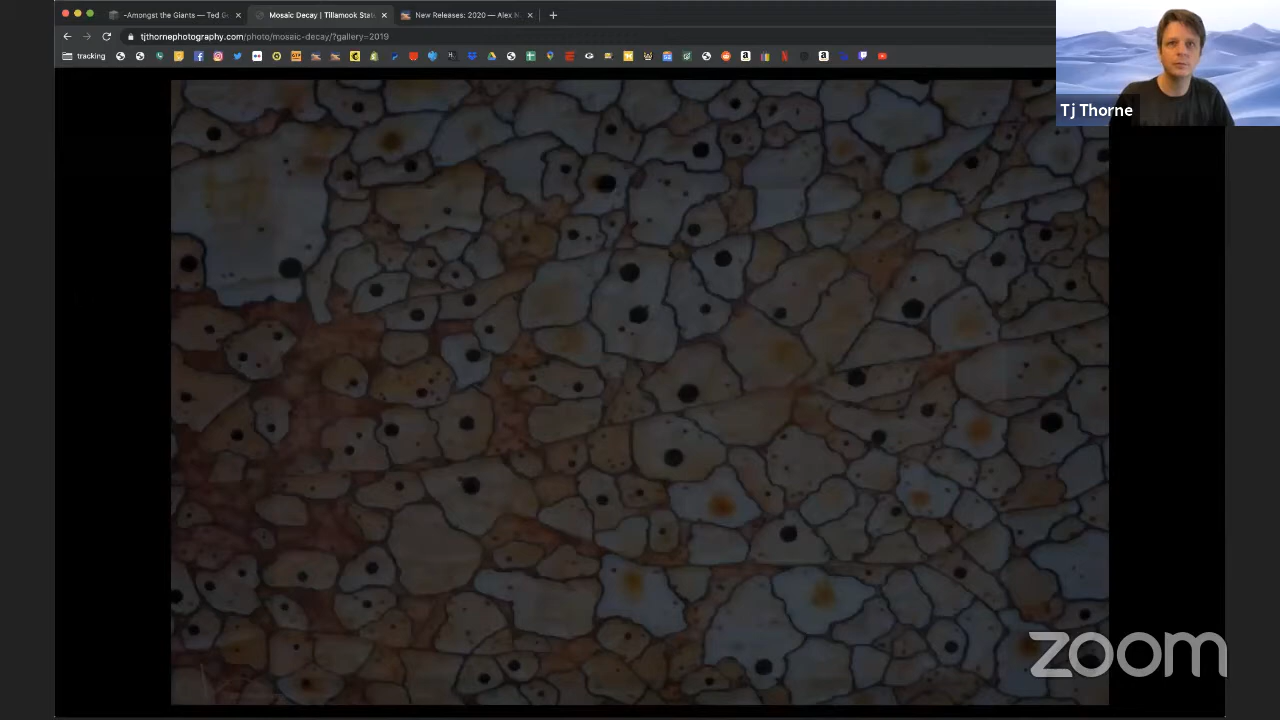 -Amongst the Giants — Ted G
Mosaic Decay | Tillamook Stat
New Releases: 2020 — Alex N
tjthornephotography.com/photo/mosaic-decay/?gallery=2019
tracking
Tj Thorne
zoom